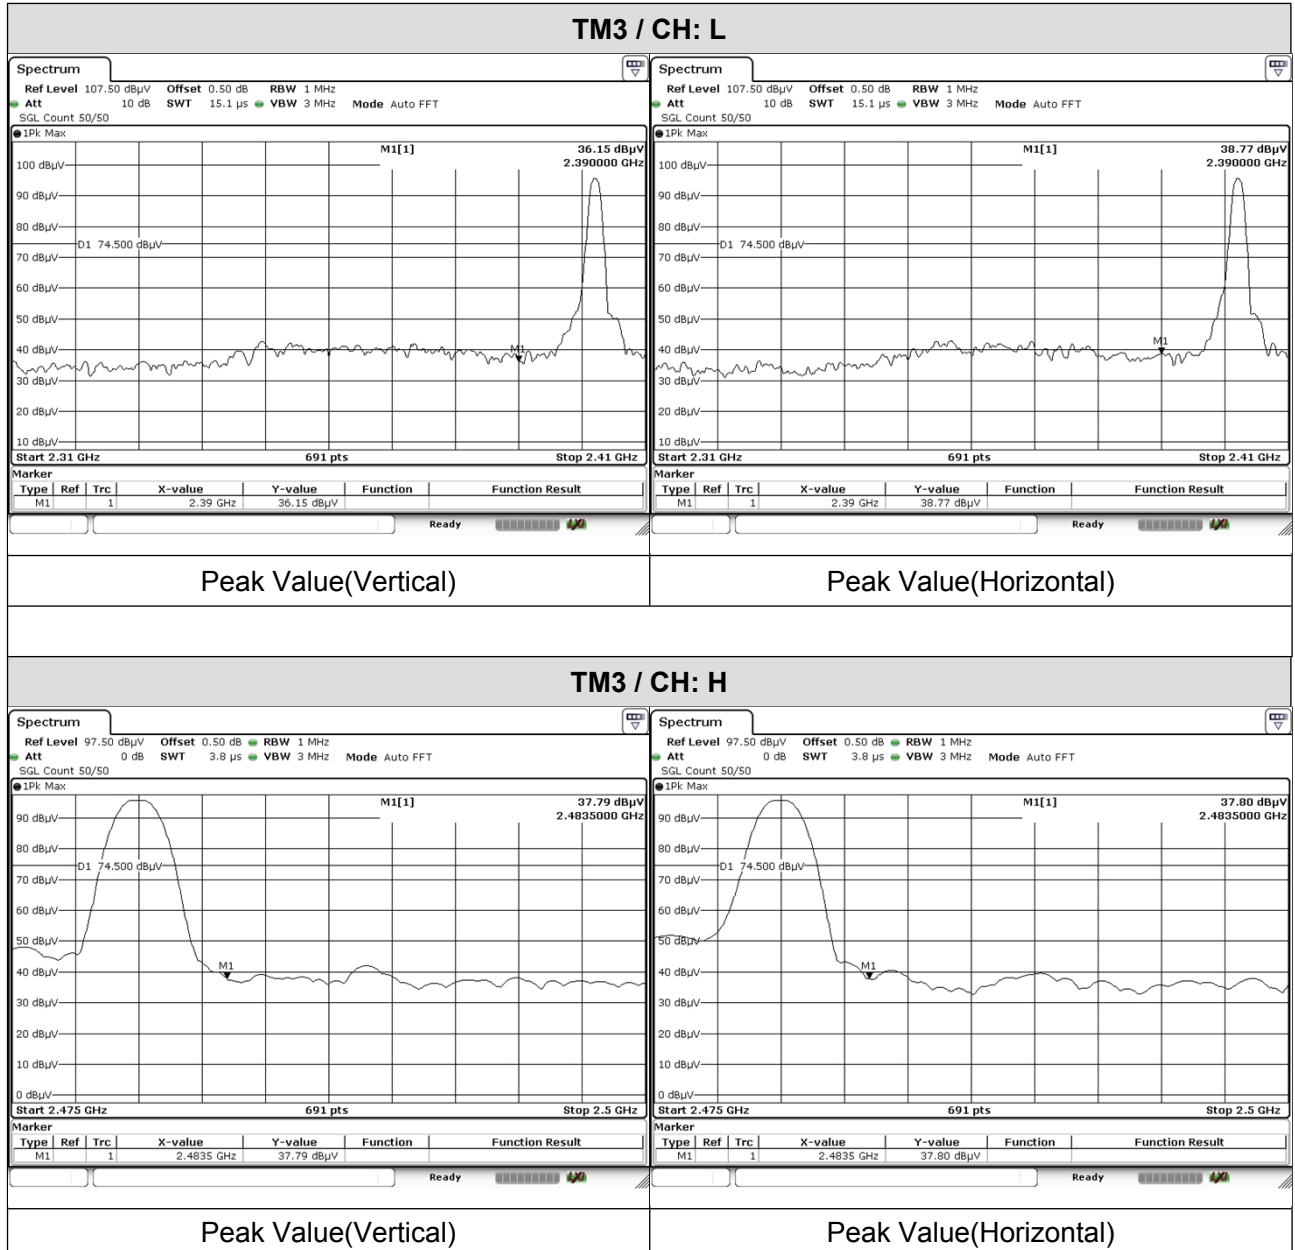 TM3 / CH: L
Spectrum
Ref Level 107.50 dBµV Offset 0.50 dB RBW 1 MHz
Att 10 dB SWT 15.1 µs VBW 3 MHz Mode Auto FFT
SGL Count 50/50
1Pk Max
M1[1] 36.15 dBµV
2.390000 GHz
100 dBµV
90 dBµV
80 dBµV
D1 74.500 dBµV
70 dBµV
60 dBµV
50 dBµV
40 dBµV
M1
30 dBµV
20 dBµV
10 dBµV
Start 2.31 GHz 691 pts Stop 2.41 GHz
Marker
Type Ref Trc X-value Y-value Function Function Result
M1 1 2.39 GHz 36.15 dBµV
Ready LXI
Peak Value(Vertical)
Spectrum
Ref Level 107.50 dBµV Offset 0.50 dB RBW 1 MHz
Att 10 dB SWT 15.1 µs VBW 3 MHz Mode Auto FFT
SGL Count 50/50
1Pk Max
M1[1] 38.77 dBµV
2.390000 GHz
100 dBµV
90 dBµV
80 dBµV
D1 74.500 dBµV
70 dBµV
60 dBµV
50 dBµV
M1
40 dBµV
30 dBµV
20 dBµV
10 dBµV
Start 2.31 GHz 691 pts Stop 2.41 GHz
Marker
Type Ref Trc X-value Y-value Function Function Result
M1 1 2.39 GHz 38.77 dBµV
Ready LXI
Peak Value(Horizontal)
TM3 / CH: H
Spectrum
Ref Level 97.50 dBµV Offset 0.50 dB RBW 1 MHz
Att 0 dB SWT 3.8 µs VBW 3 MHz Mode Auto FFT
SGL Count 50/50
1Pk Max
M1[1] 37.79 dBµV
2.4835000 GHz
90 dBµV
80 dBµV
D1 74.500 dBµV
70 dBµV
60 dBµV
50 dBµV
M1
40 dBµV
30 dBµV
20 dBµV
10 dBµV
0 dBµV
Start 2.475 GHz 691 pts Stop 2.5 GHz
Marker
Type Ref Trc X-value Y-value Function Function Result
M1 1 2.4835 GHz 37.79 dBµV
Ready LXI
Peak Value(Vertical)
Spectrum
Ref Level 97.50 dBµV Offset 0.50 dB RBW 1 MHz
Att 0 dB SWT 3.8 µs VBW 3 MHz Mode Auto FFT
SGL Count 50/50
1Pk Max
M1[1] 37.80 dBµV
2.4835000 GHz
90 dBµV
80 dBµV
D1 74.500 dBµV
70 dBµV
60 dBµV
50 dBµV
M1
40 dBµV
30 dBµV
20 dBµV
10 dBµV
0 dBµV
Start 2.475 GHz 691 pts Stop 2.5 GHz
Marker
Type Ref Trc X-value Y-value Function Function Result
M1 1 2.4835 GHz 37.80 dBµV
Ready LXI
Peak Value(Horizontal)